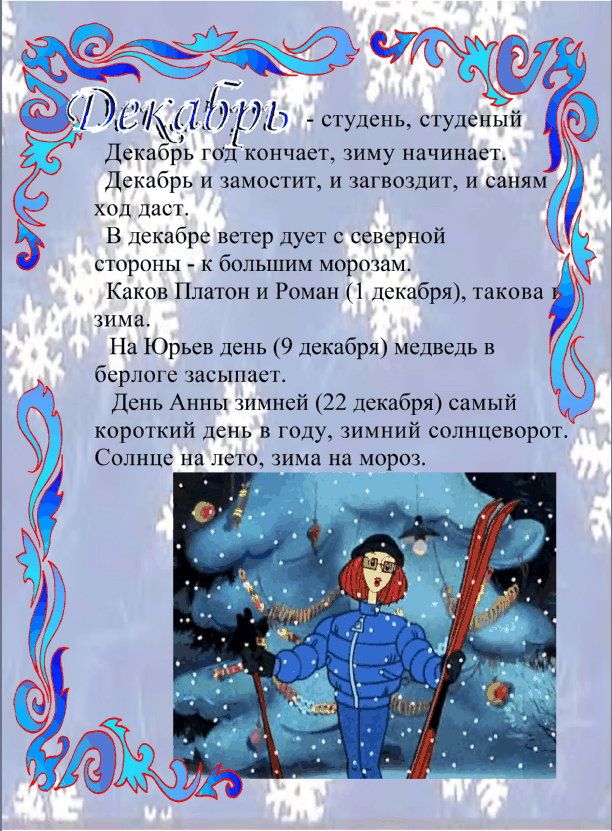 Декабрь - студень, студеный
Декабрь год кончает, зиму начинает.
Декабрь и замостит, и загвоздит, и саням
ход даст.
В декабре ветер дует с северной
стороны - к большим морозам.
Каков Платон и Роман (1 декабря), такова и
зима.
На Юрьев день (9 декабря) медведь в
берлоге засыпает.
День Анны зимней (22 декабря) самый
короткий день в году, зимний солнцеворот.
Солнце на лето, зима на мороз.